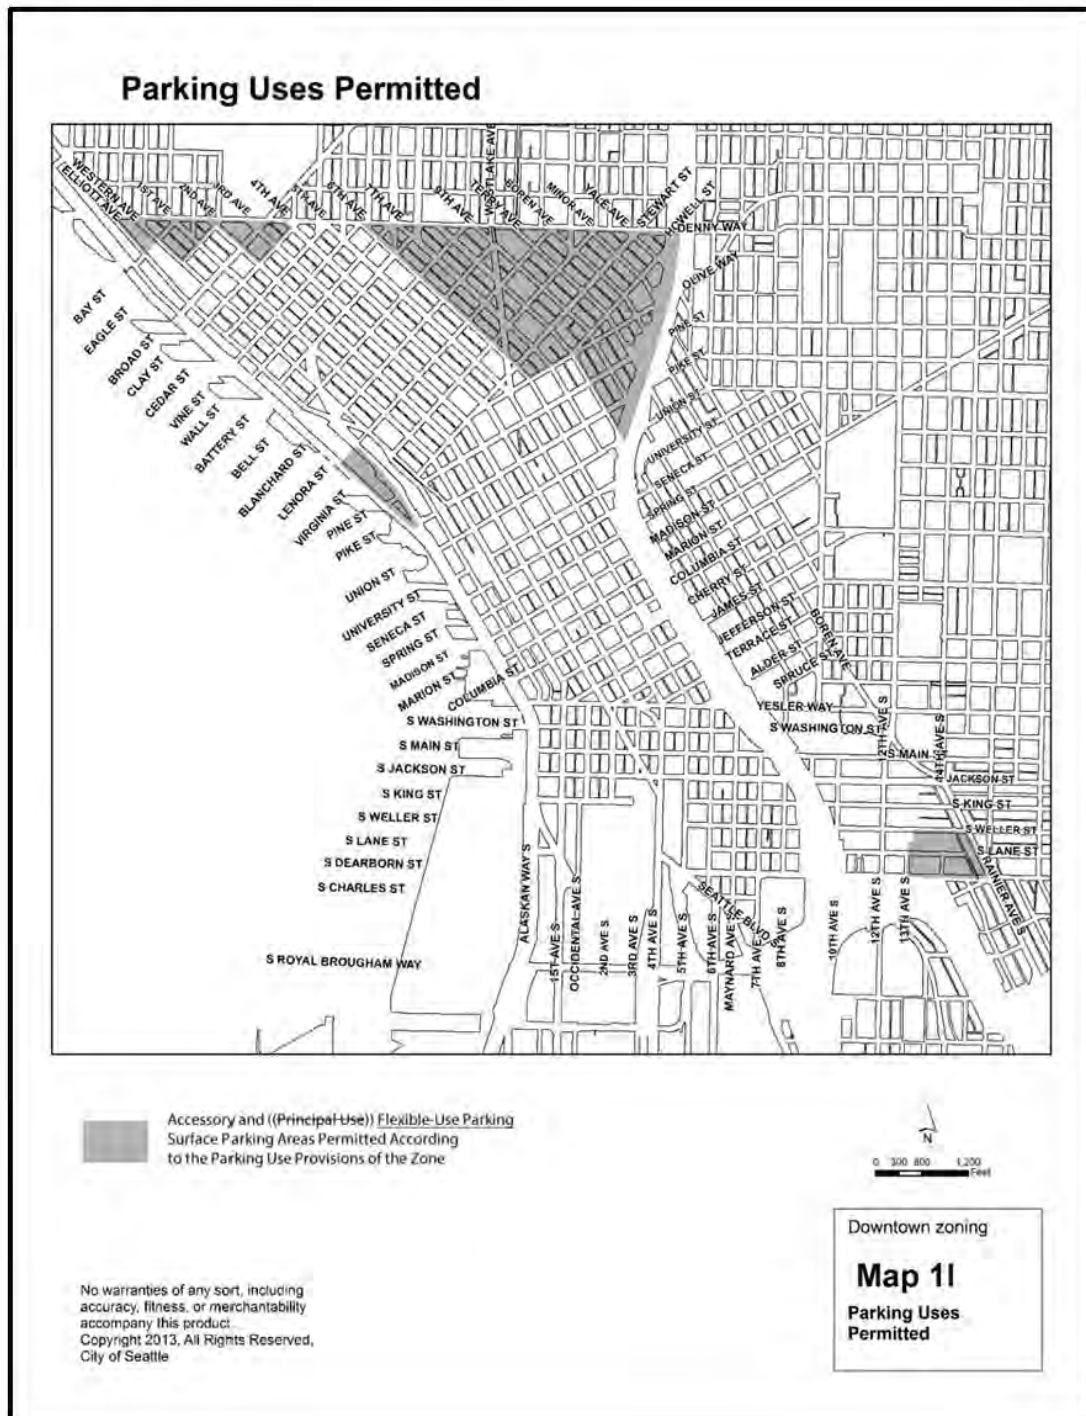 Parking Uses Permitted
WESTERN AVE
ELLIOTT AVE
1ST AVE
2ND AVE
3RD AVE
4TH AVE
5TH AVE
6TH AVE
7TH AVE
9TH AVE
WESTLAKE AVE
TERRY AVE
BOREN AVE
MINOR AVE
YALE AVE
STEWART ST
HOWELL ST
DENNY WAY
OLIVE WAY
PINE ST
PIKE ST
UNION ST
UNIVERSITY ST
SENECA ST
SPRING ST
MADISON ST
MARION ST
COLUMBIA ST
CHERRY ST
JAMES ST
JEFFERSON ST
TERRACE ST
ALDER ST
SPRUCE ST
BOREN AVE
YESLER WAY
S WASHINGTON ST
12TH AVE S
S MAIN S
14TH AVE S
JACKSON ST
S KING ST
S WELLER ST
S LANE ST
RAINIER AVE S
BAY ST
EAGLE ST
BROAD ST
CLAY ST
CEDAR ST
VINE ST
WALL ST
BATTERY ST
BELL ST
BLANCHARD ST
LENORA ST
VIRGINIA ST
PINE ST
PIKE ST
UNION ST
UNIVERSITY ST
SENECA ST
SPRING ST
MADISON ST
MARION ST
COLUMBIA ST
S WASHINGTON ST
S MAIN ST
S JACKSON ST
S KING ST
S WELLER ST
S LANE ST
S DEARBORN ST
S CHARLES ST
S ROYAL BROUGHAM WAY
ALASKAN WAY S
1ST AVE S
OCCIDENTAL AVE S
2ND AVE S
3RD AVE S
4TH AVE S
5TH AVE S
6TH AVE S
MAYNARD AVE S
7TH AVE S
8TH AVE S
SEATTLE BLVD S
10TH AVE S
12TH AVE S
13TH AVE S
Accessory and ((Principal Use)) Flexible-Use Parking
Surface Parking Areas Permitted According
to the Parking Use Provisions of the Zone
N
0 300 600 1,200
Feet
Downtown zoning
Map 1I
Parking Uses
Permitted
No warranties of any sort, including
accuracy, fitness, or merchantability
accompany this product
Copyright 2013, All Rights Reserved,
City of Seattle